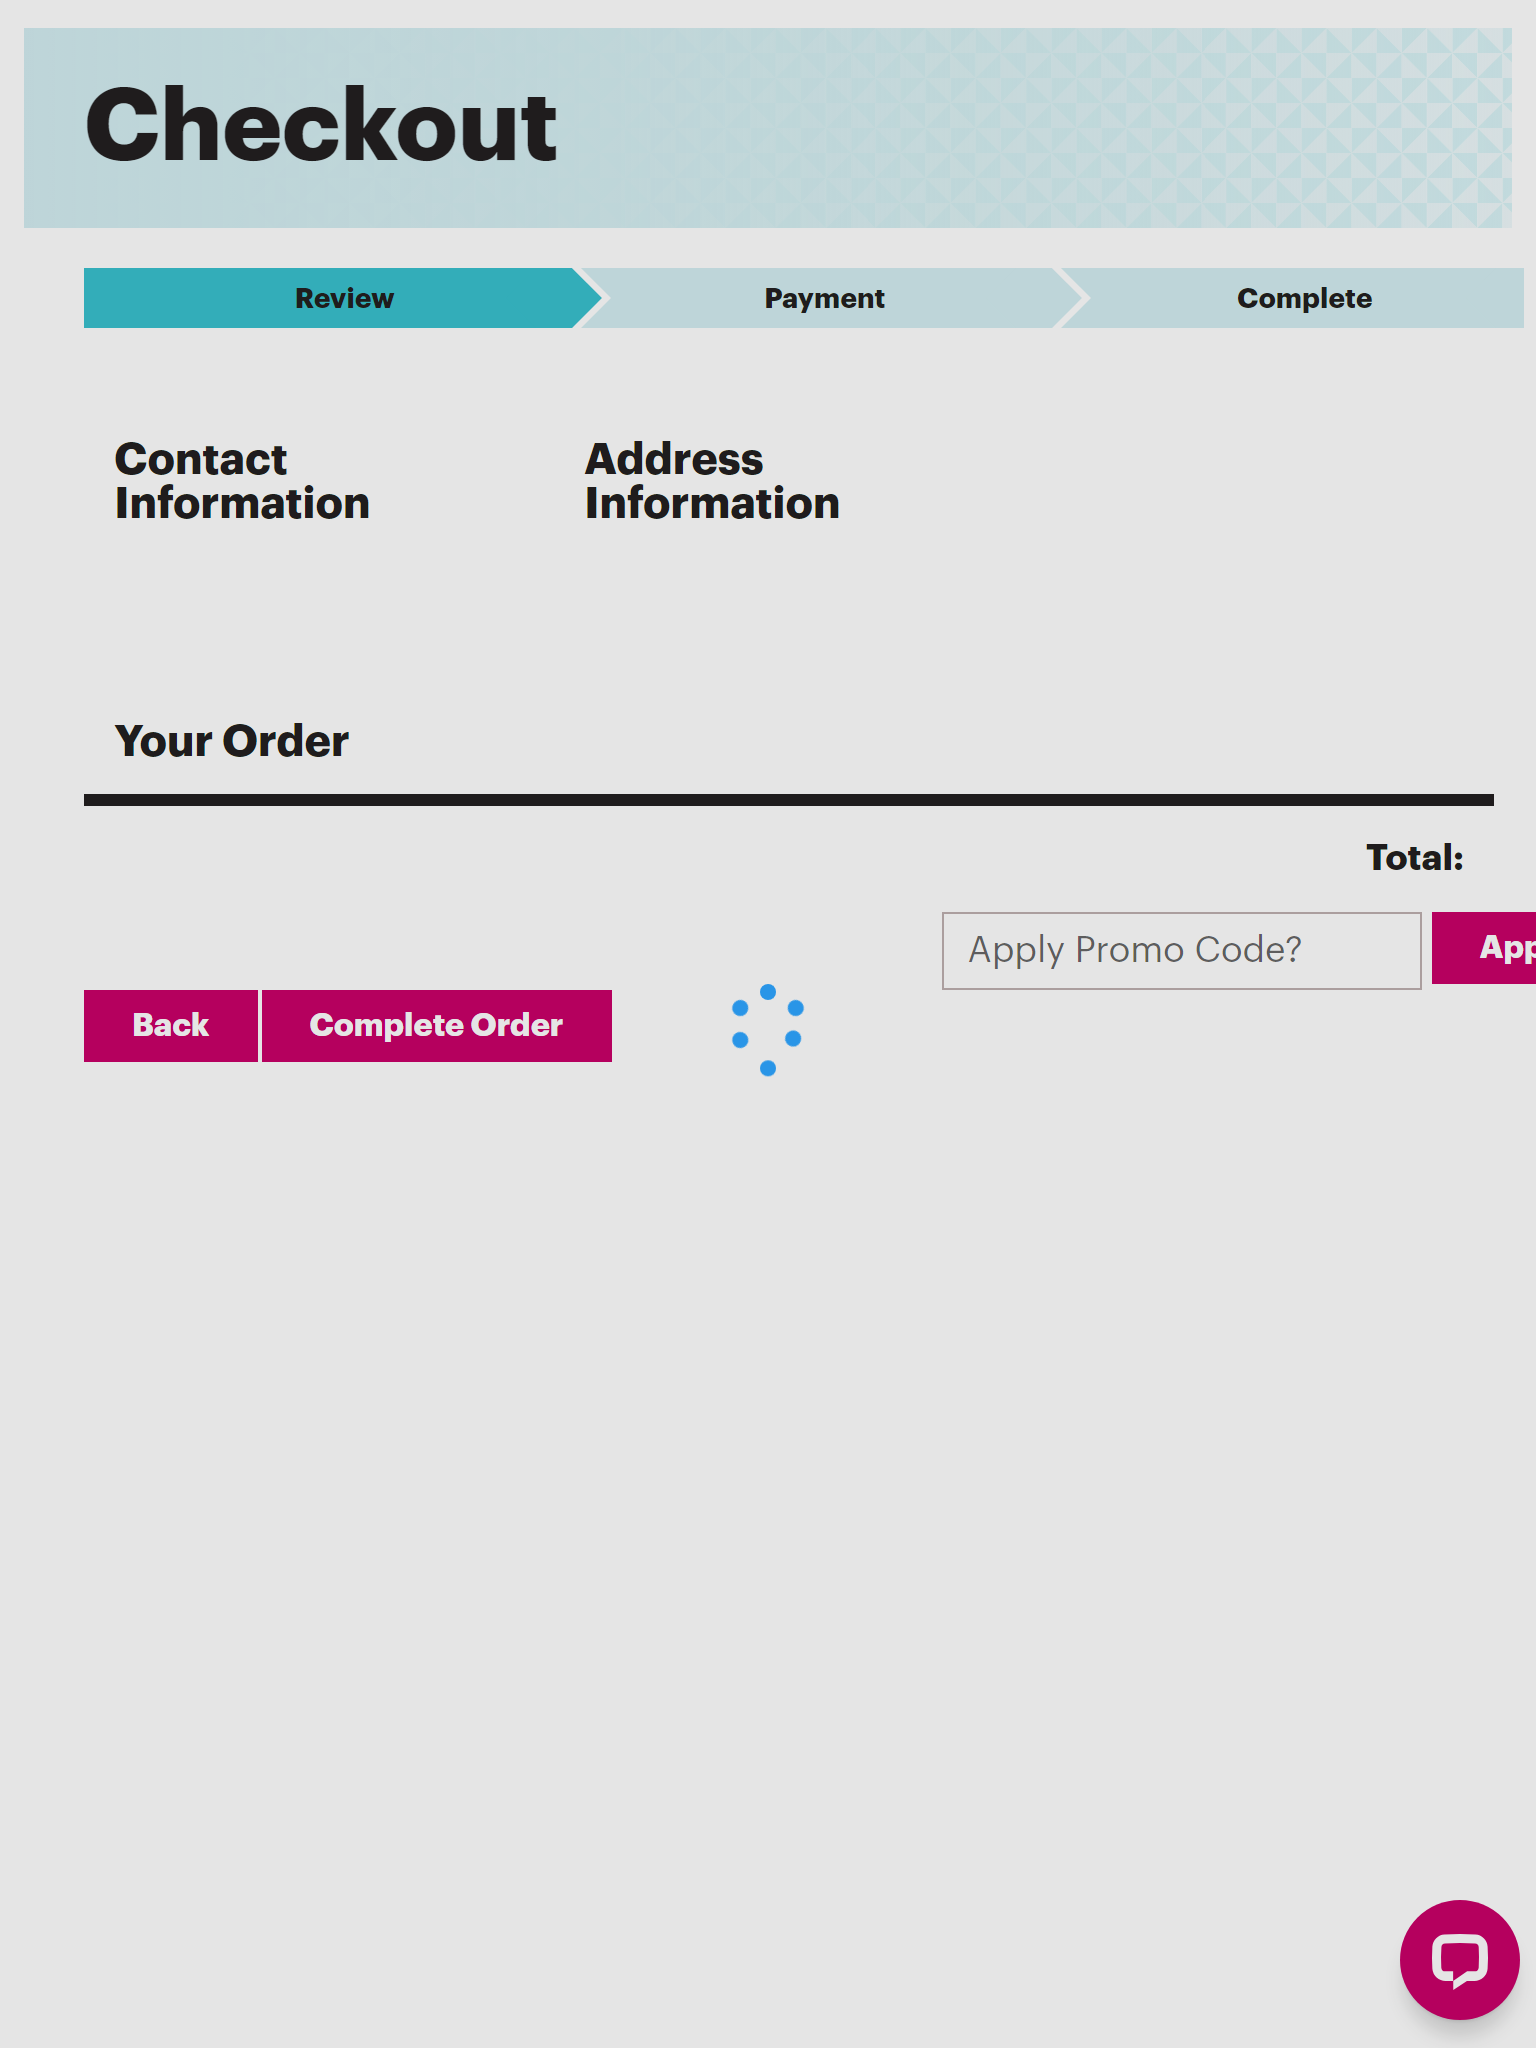 Checkout
Review
Payment
Complete
Contact
Information
Address
Information
Your Order
Total:
Apply Promo Code?
App
Back
Complete Order